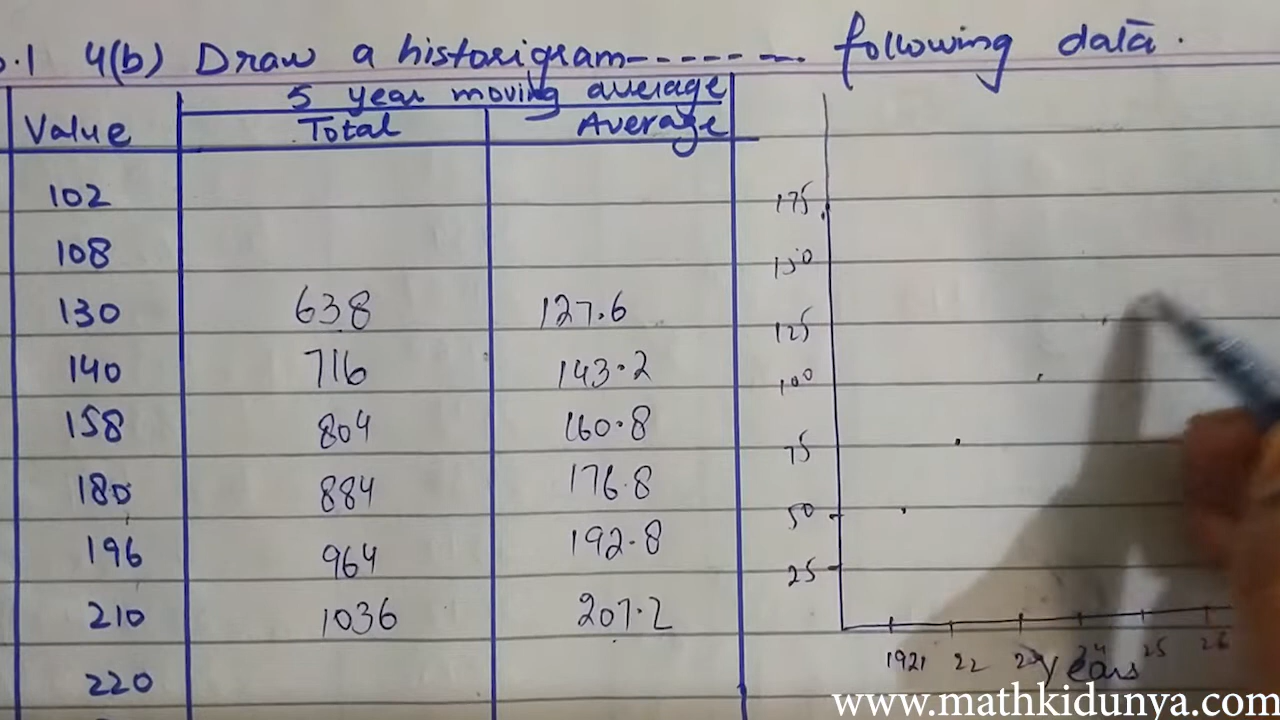 .1 4(b) Draw a historigram------- following data.
5 year moving average
Value Total Average
102
108
130 638 127.6
140 716 143.2
158 804 160.8
180 884 176.8
196 964 192.8
210 1036 207.2
220
175
150
125
100
75
50
25
1921 22 23 24 25 26
Years
www.mathkidunya.com